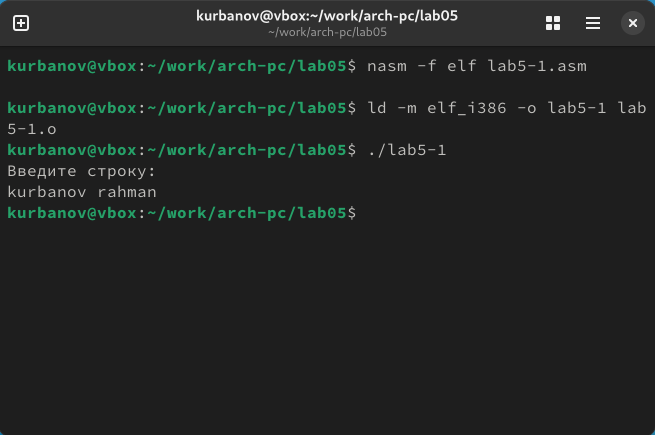 kurbanov@vbox:~/work/arch-pc/lab05
~/work/arch-pc/lab05
kurbanov@vbox:~/work/arch-pc/lab05$ nasm -f elf lab5-1.asm
kurbanov@vbox:~/work/arch-pc/lab05$ ld -m elf_i386 -o lab5-1 lab
5-1.o
kurbanov@vbox:~/work/arch-pc/lab05$ ./lab5-1
Введите строку:
kurbanov rahman
kurbanov@vbox:~/work/arch-pc/lab05$